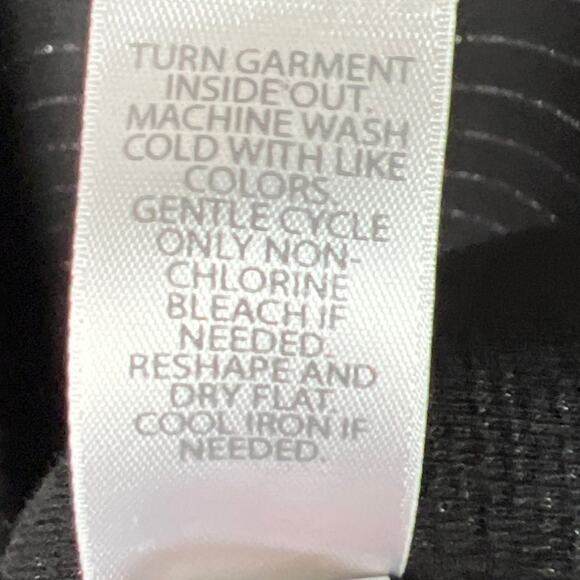 TURN GARMENT
INSIDE OUT.
MACHINE WASH
COLD WITH LIKE
COLORS.
GENTLE CYCLE
ONLY NON-
CHLORINE
BLEACH IF
NEEDED.
RESHAPE AND
DRY FLAT.
COOL IRON IF
NEEDED.